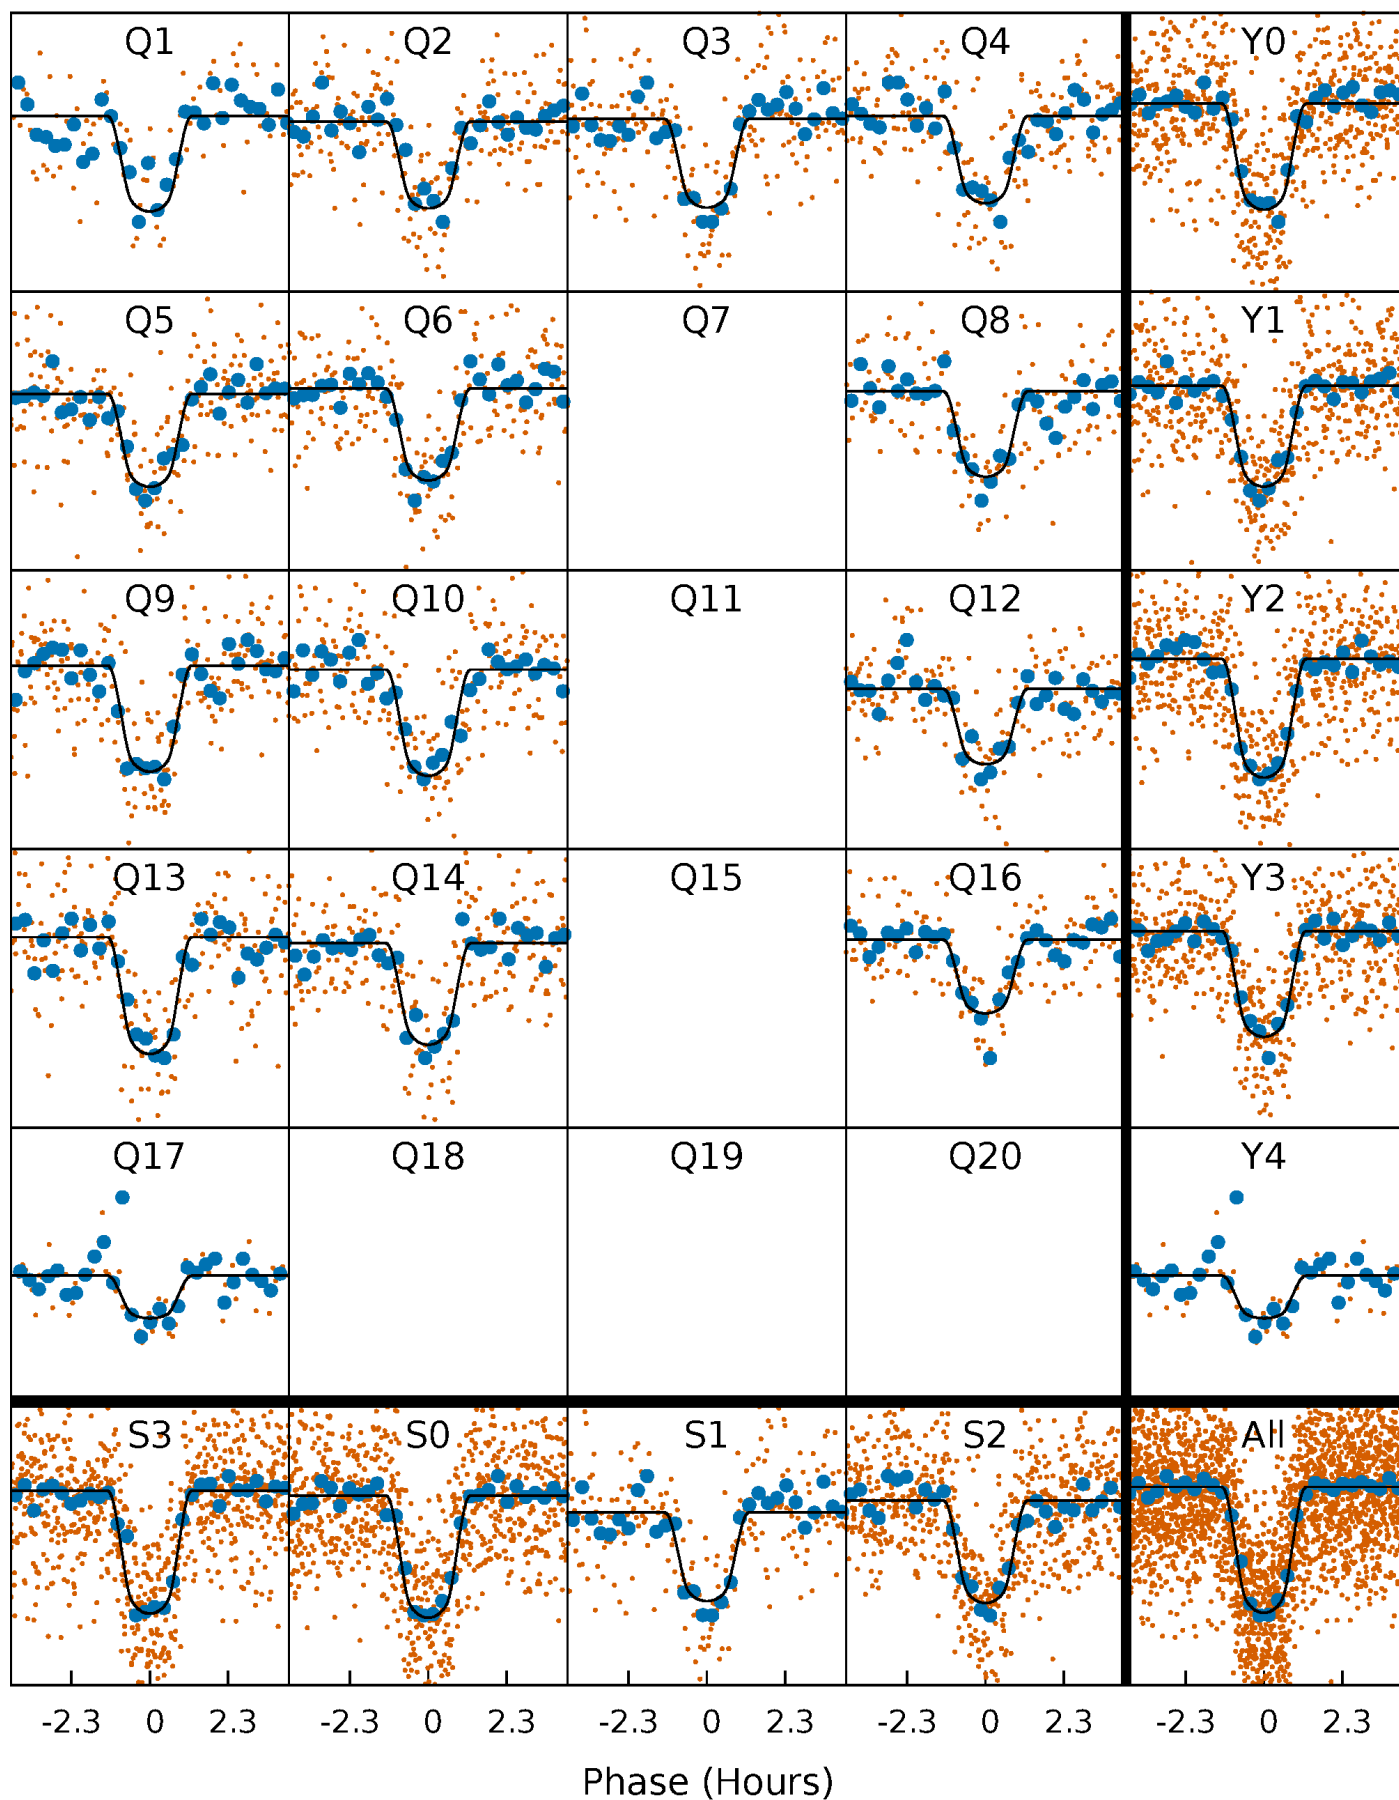 Q1 Q2 Q3 Q4 Y0
Q5 Q6 Q7 Q8 Y1
Q9 Q10 Q11 Q12 Y2
Q13 Q14 Q15 Q16 Y3
Q17 Q18 Q19 Q20 Y4
S3 S0 S1 S2 All
-2.3 0 2.3 -2.3 0 2.3 -2.3 0 2.3 -2.3 0 2.3 -2.3 0 2.3
Phase (Hours)